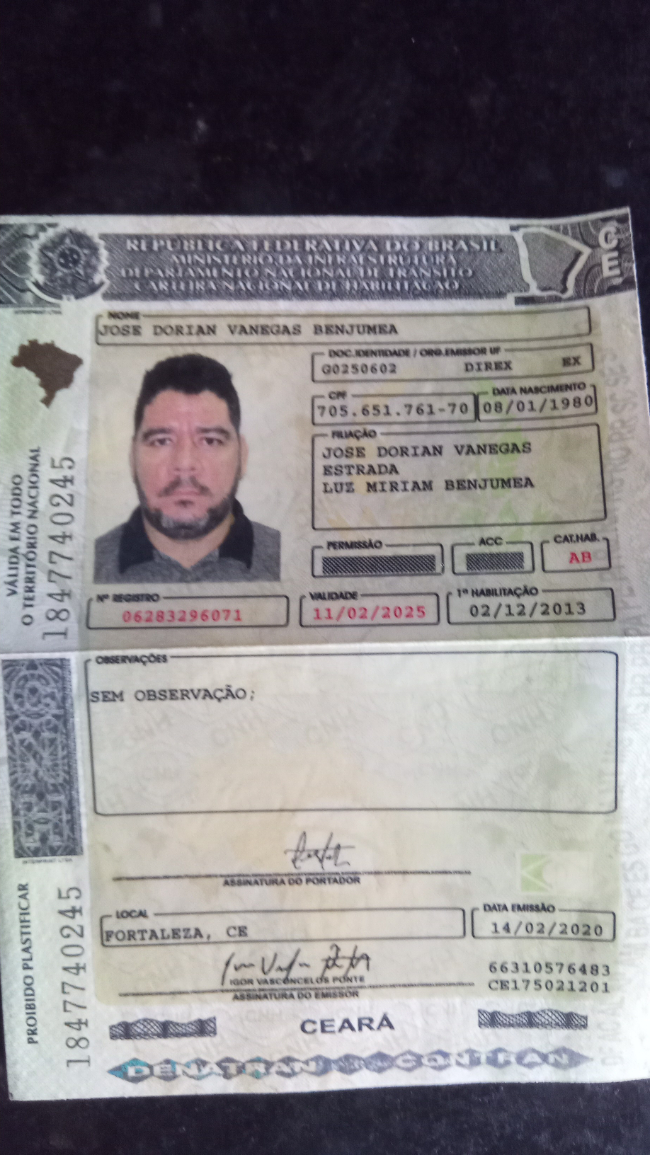 REPÚBLICA FEDERATIVA DO BRASIL
MINISTÉRIO DA INFRAESTRUTURA
DEPARTAMENTO NACIONAL DE TRÂNSITO
CARTEIRA NACIONAL DE HABILITAÇÃO
CE
NOME
JOSE DORIAN VANEGAS BENJUMEA
DOC. IDENTIDADE / ORG. EMISSOR UF
G0250602 DIREX EX
CPF
705.651.761-70
DATA NASCIMENTO
08/01/1980
FILIAÇÃO
JOSE DORIAN VANEGAS
ESTRADA
LUZ MIRIAM BENJUMEA
PERMISSÃO
ACC
CAT. HAB.
AB
Nº REGISTRO
06283296071
VALIDADE
11/02/2025
1ª HABILITAÇÃO
02/12/2013
VÁLIDA EM TODO
O TERRITÓRIO NACIONAL
1847740245
OBSERVAÇÕES
SEM OBSERVAÇÃO;
ASSINATURA DO PORTADOR
LOCAL
FORTALEZA, CE
DATA EMISSÃO
14/02/2020
IGOR VASCONCELOS PONTE
ASSINATURA DO EMISSOR
66310576483
CE175021201
PROIBIDO PLASTIFICAR
1847740245
CEARÁ
DENATRAN CONTRAN